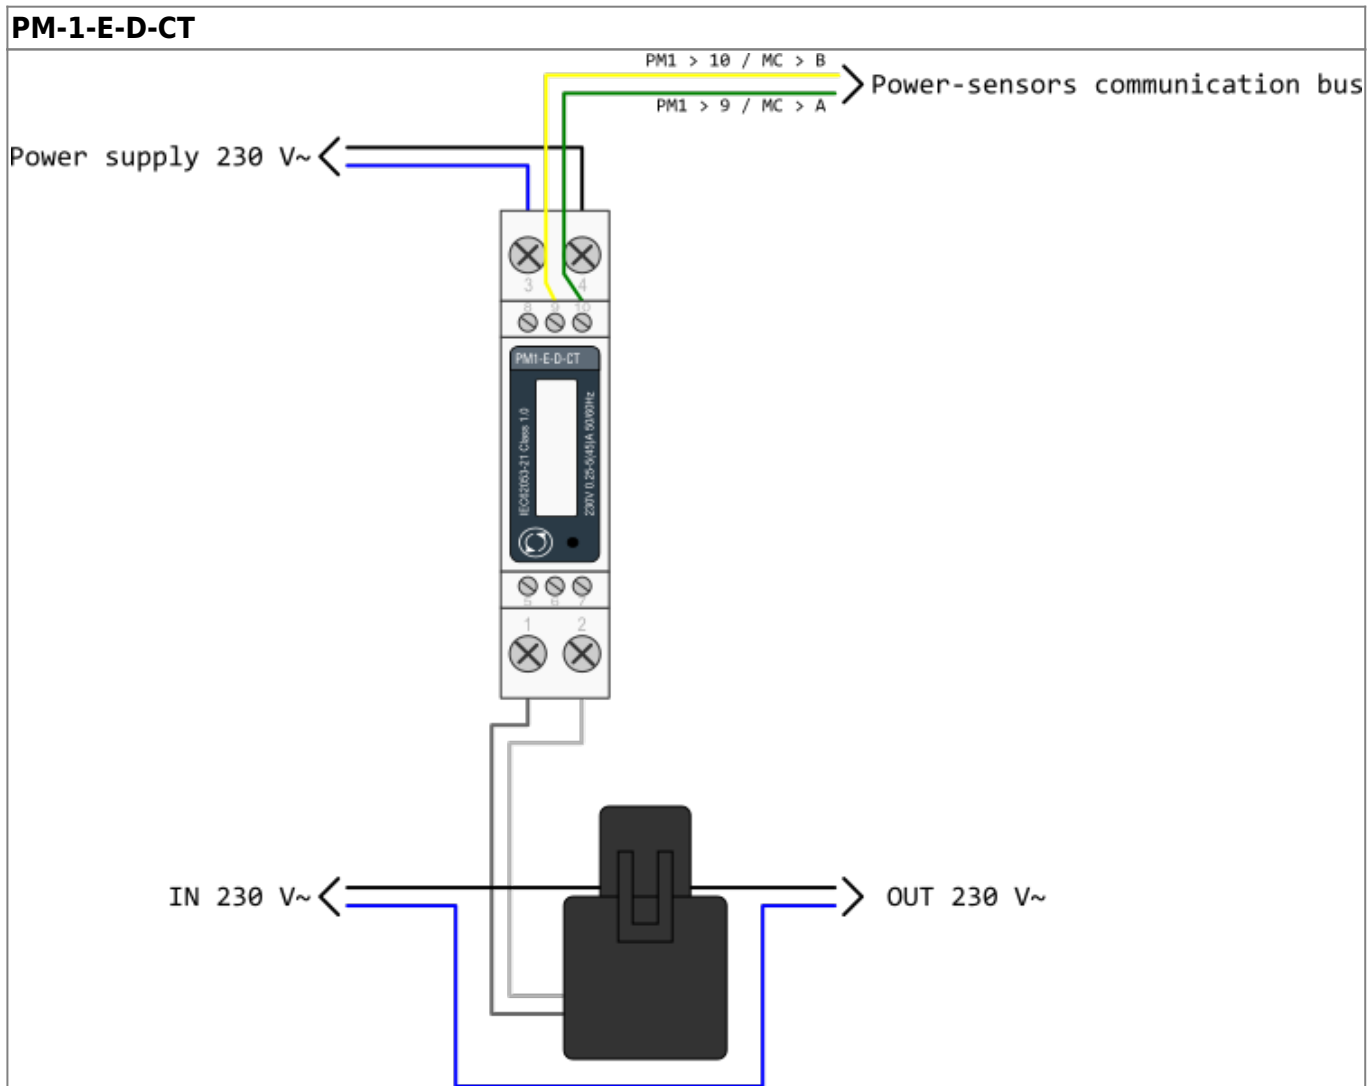 PM-1-E-D-CT
PM1 > 10 / MC > B
Power-sensors communication bus
PM1 > 9 / MC > A
Power supply 230 V~
3 4
8 9 10
PM1-E-D-CT
IEC62053-21 Class 1.0
230V 0.25-5(45)A 50/60Hz
5 6 7
1 2
IN 230 V~
OUT 230 V~